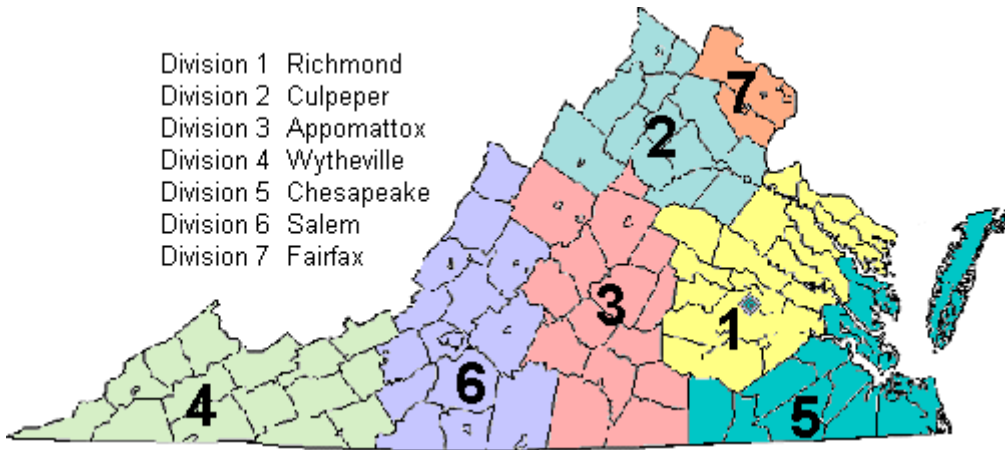 Division 1 Richmond
Division 2 Culpeper
Division 3 Appomattox
Division 4 Wytheville
Division 5 Chesapeake
Division 6 Salem
Division 7 Fairfax
7
2
3
1
6
4
5